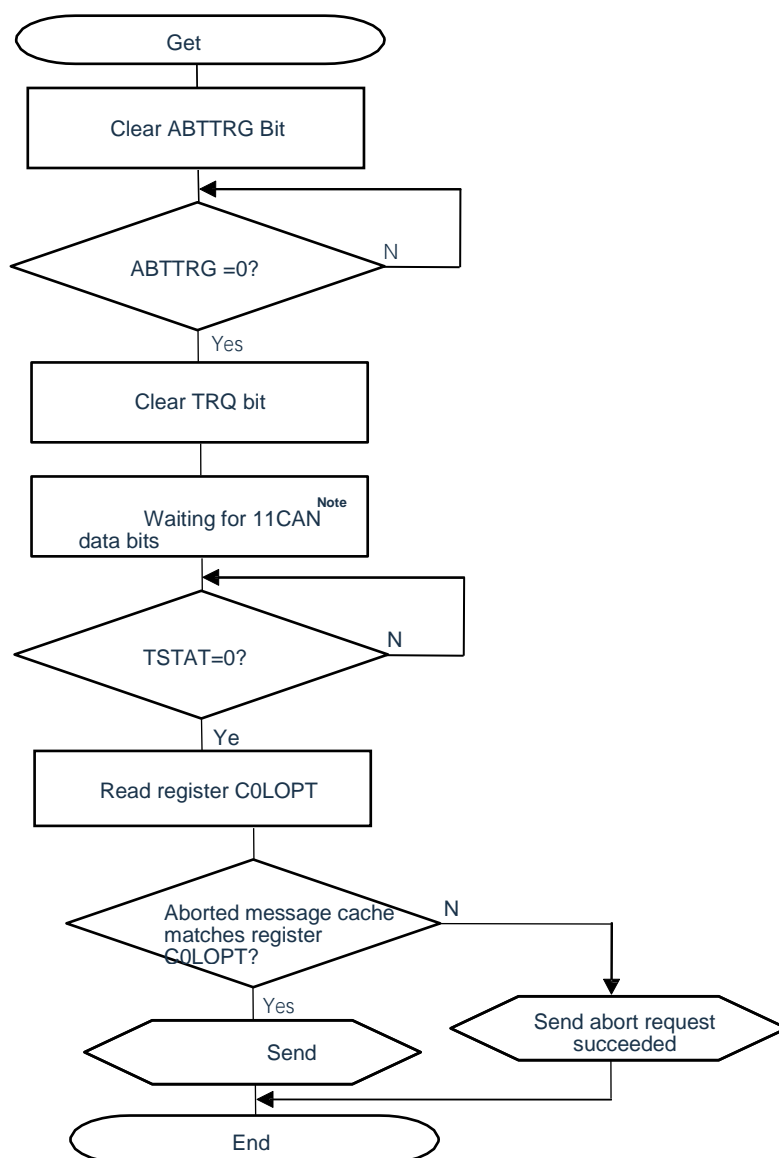 Get
Clear ABTTRG Bit
ABTTRG =0?
N
Yes
Clear TRQ bit
Waiting for 11CAN Note
data bits
TSTAT=0?
N
Ye
Read register C0LOPT
Aborted message cache
matches register
C0LOPT?
N
Yes
Send
Send abort request
succeeded
End